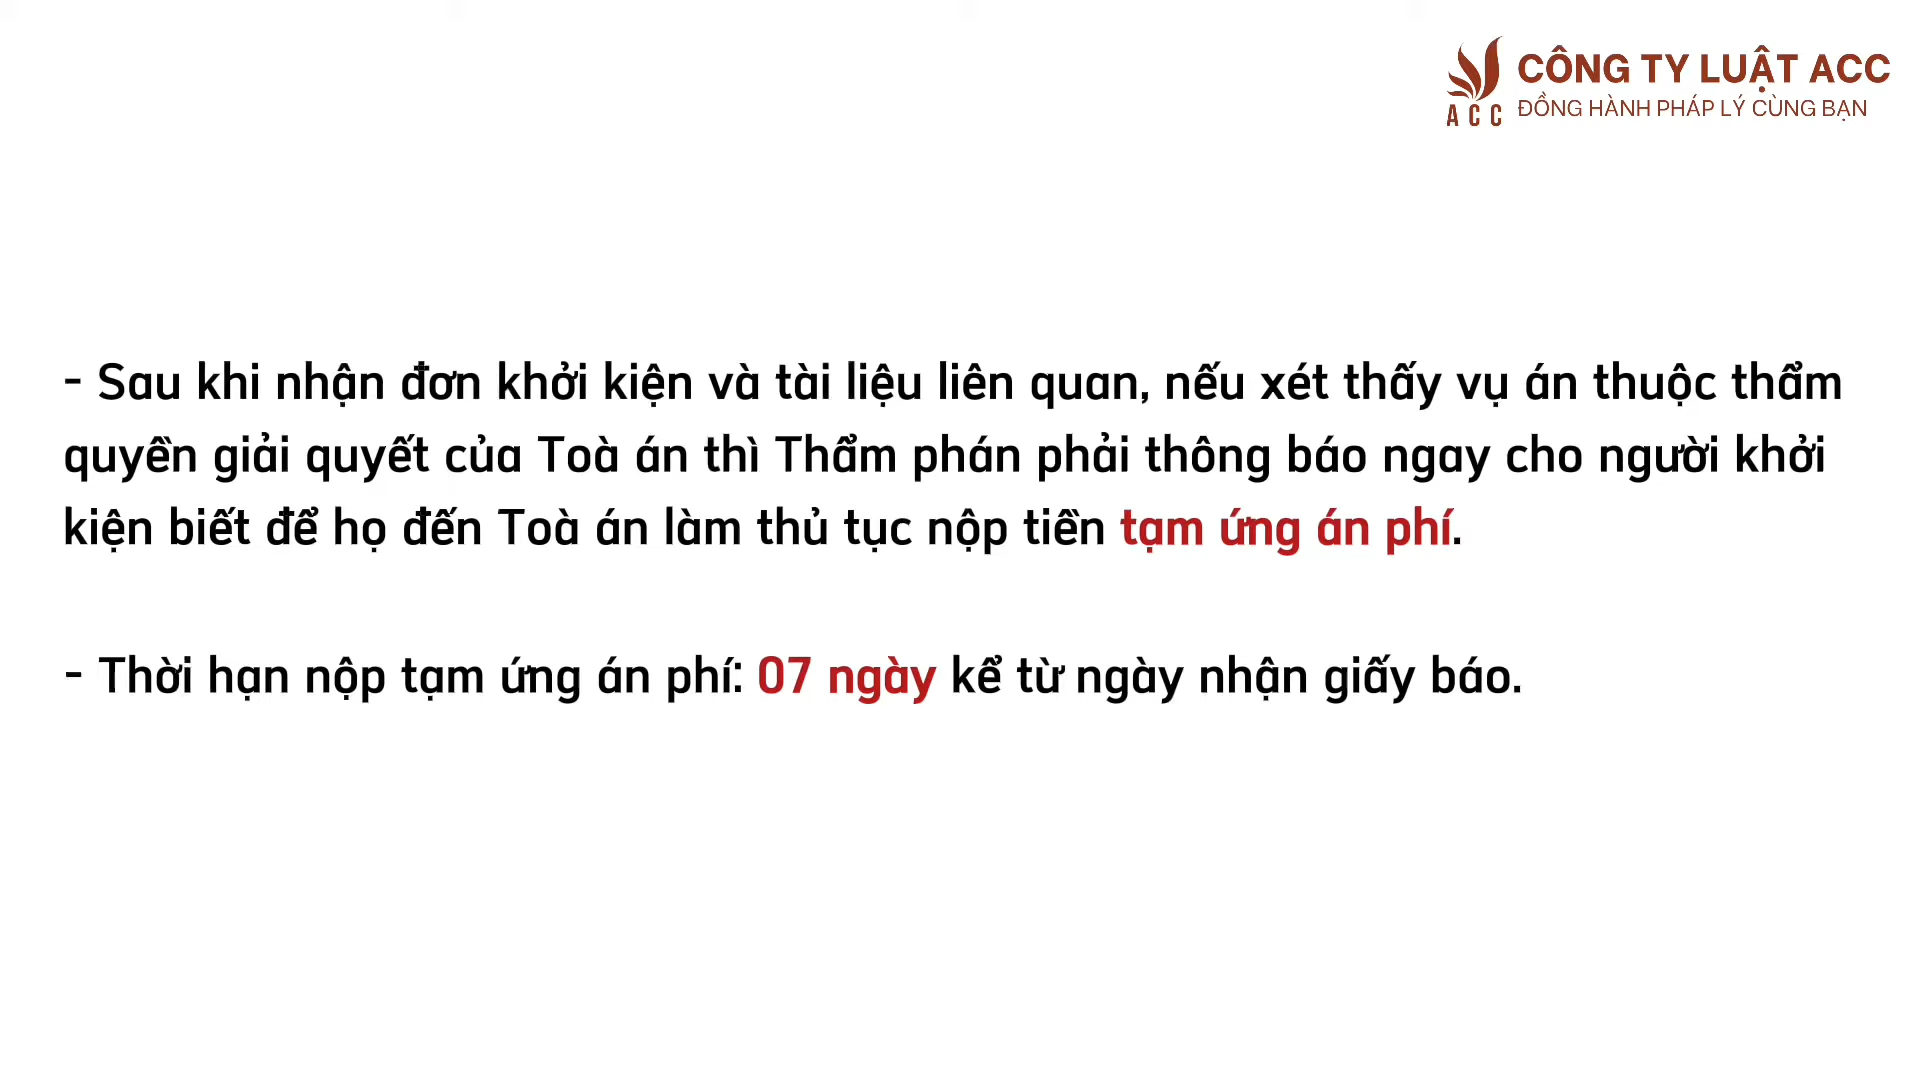 CÔNG TY LUẬT ACC
ACC ĐỒNG HÀNH PHÁP LÝ CÙNG BẠN
- Sau khi nhận đơn khởi kiện và tài liệu liên quan, nếu xét thấy vụ án thuộc thẩm
quyền giải quyết của Toà án thì Thẩm phán phải thông báo ngay cho người khởi
kiện biết để họ đến Toà án làm thủ tục nộp tiền tạm ứng án phí.
- Thời hạn nộp tạm ứng án phí: 07 ngày kể từ ngày nhận giấy báo.